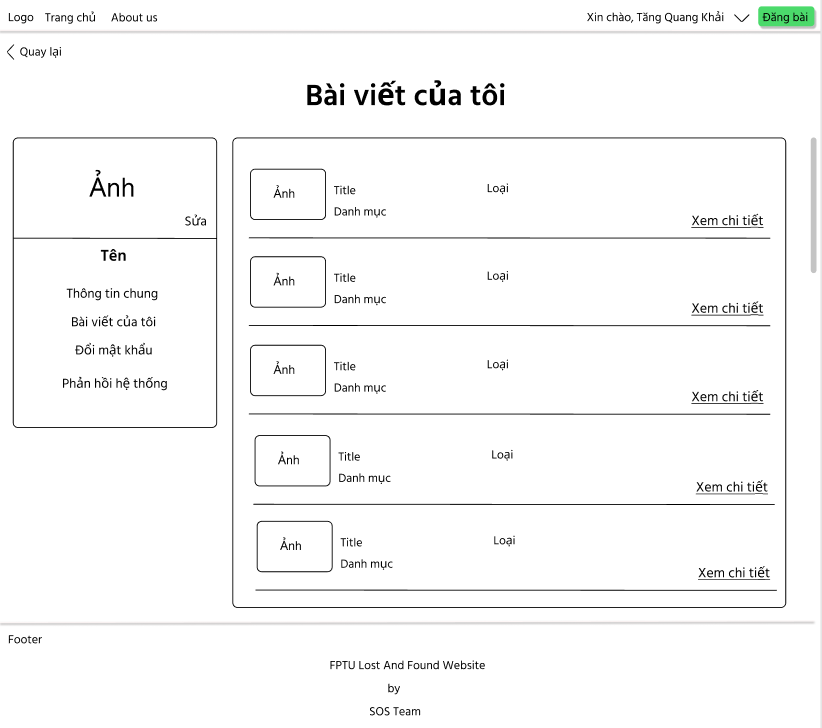 Logo Trang chủ About us Xin chào, Tăng Quang Khải Đăng bài
Quay lại
Bài viết của tôi
Ảnh
Sửa
Tên
Thông tin chung
Bài viết của tôi
Đổi mật khẩu
Phản hồi hệ thống
Ảnh Title Loại
Danh mục
Xem chi tiết
Ảnh Title Loại
Danh mục
Xem chi tiết
Ảnh Title Loại
Danh mục
Xem chi tiết
Ảnh Title Loại
Danh mục
Xem chi tiết
Ảnh Title Loại
Danh mục
Xem chi tiết
Footer
FPTU Lost And Found Website
by
SOS Team